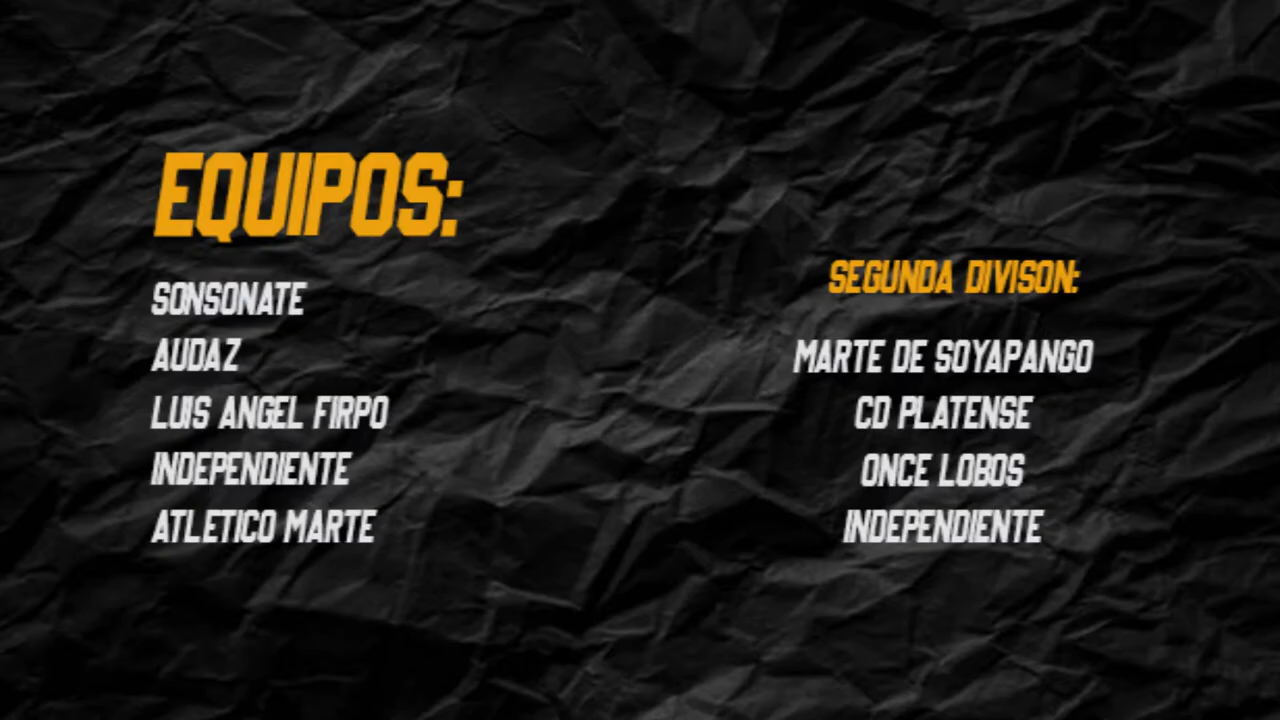 EQUIPOS:
SONSONATE
AUDAZ
LUIS ANGEL FIRPO
INDEPENDIENTE
ATLETICO MARTE
SEGUNDA DIVISON:
MARTE DE SOYAPANGO
CD PLATENSE
ONCE LOBOS
INDEPENDIENTE